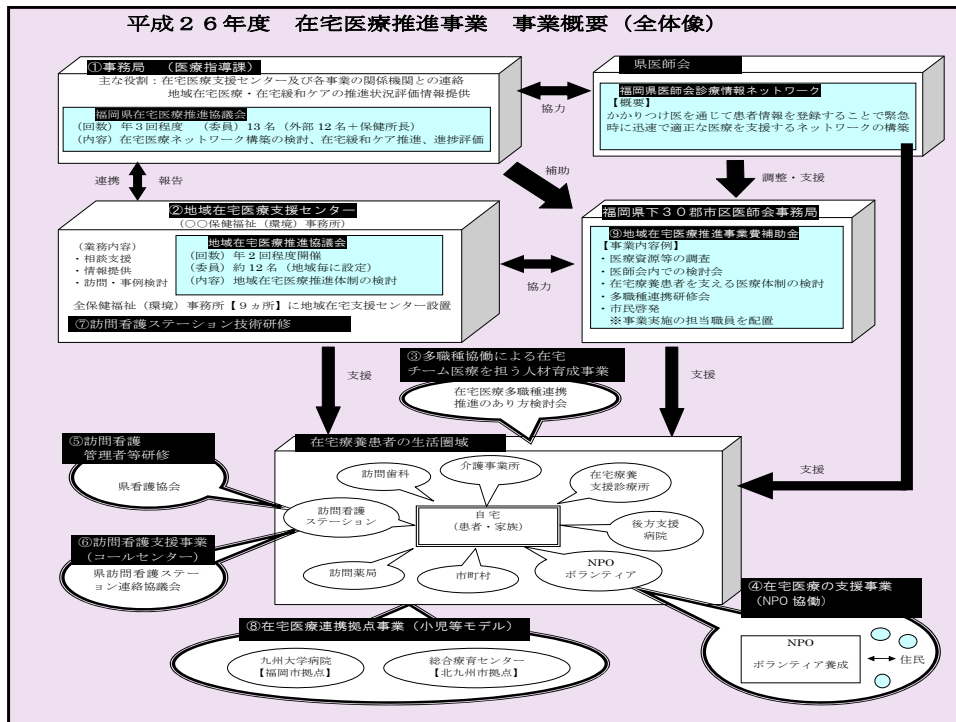 平成２６年度　在宅医療推進事業　事業概要（全体像）
①事務局　（医療指導課）
主な役割：在宅医療支援センター及び各事業の関係機関との連絡
地域在宅医療・在宅緩和ケアの推進状況評価情報提供
福岡県在宅医療推進協議会
（回数）年３回程度　（委員）13名（外部12名＋保健所長）
（内容）在宅医療ネットワーク構築の検討、在宅緩和ケア推進、進捗評価
協力
県医師会
福岡県医師会診療情報ネットワーク
【概要】
かかりつけ医を通じて患者情報を登録することで緊急
時に迅速で適正な医療を支援するネットワークの構築
連携　報告
補助
調整・支援
②地域在宅医療支援センター
（○○保健福祉（環境）事務所）
（業務内容）
・相談支援
・情報提供
・訪問・事例検討
地域在宅医療推進協議会
（回数）年２回程度開催
（委員）約12名（地域毎に設定）
（内容）地域在宅医療推進体制の検討
全保健福祉（環境）事務所【９ヵ所】に地域在宅支援センター設置
⑦訪問看護ステーション技術研修
協力
福岡県下３０郡市区医師会事務局
⑨地域在宅医療推進事業費補助金
【事業内容例】
・医療資源等の調査
・医師会内での検討会
・在宅療養患者を支える医療体制の検討
・多職種連携研修会
・市民啓発
※事業実施の担当職員を配置
支援
③多職種協働による在宅
チーム医療を担う人材育成事業
在宅医療多職種連携
推進のあり方検討会
支援
支援
⑤訪問看護
管理者等研修
県看護協会
⑥訪問看護支援事業
（コールセンター）
県訪問看護ステー
ション連絡協議会
在宅療養患者の生活圏域
訪問歯科
介護事業所
在宅療養
支援診療所
訪問看護
ステーション
自宅
（患者・家族）
後方支援
病院
訪問薬局
市町村
NPO
ボランティア
④在宅医療の支援事業
（NPO協働）
NPO
ボランティア養成
住民
⑧在宅医療連携拠点事業（小児等モデル）
九州大学病院
【福岡市拠点】
総合療育センター
【北九州市拠点】